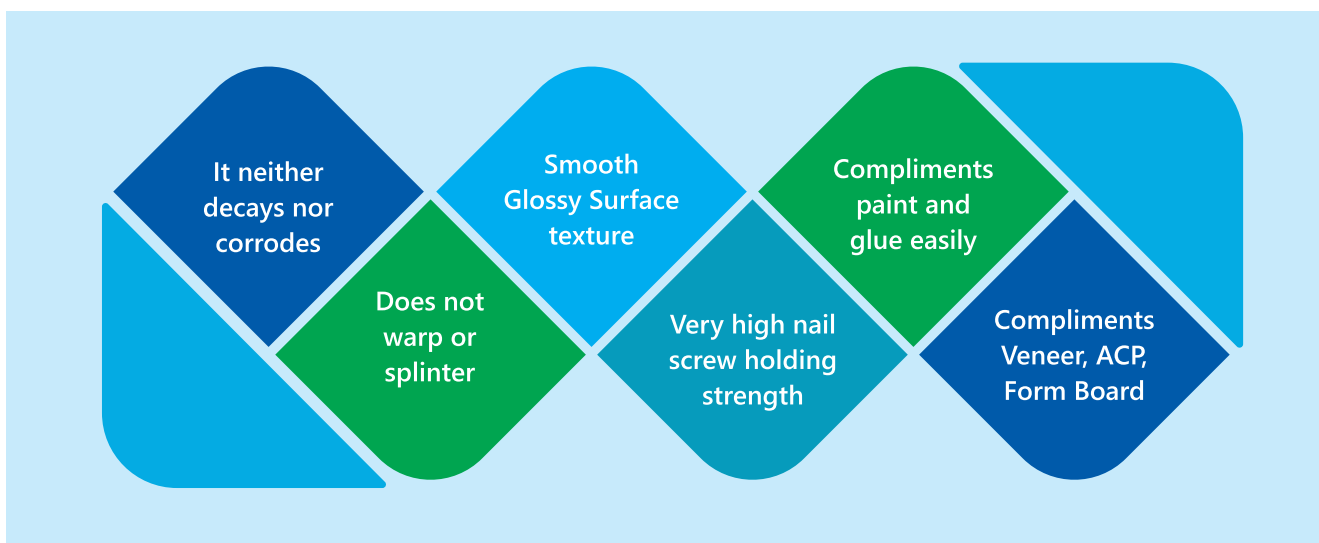 It neither
decays nor
corrodes
Does not
warp or
splinter
Smooth
Glossy Surface
texture
Very high nail
screw holding
strength
Compliments
paint and
glue easily
Compliments
Veneer, ACP,
Form Board